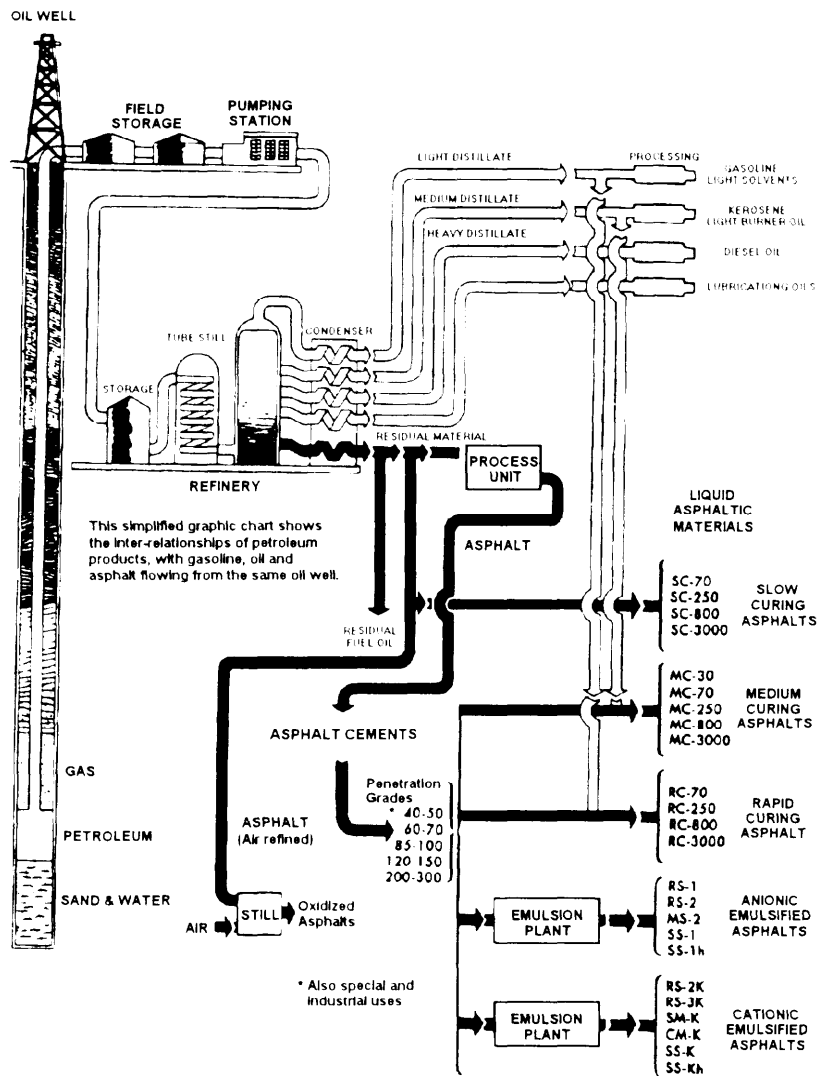 OIL WELL
FIELD
STORAGE
PUMPING
STATION
LIGHT DISTILLATE
PROCESSING
GASOLINE
LIGHT SOLVENTS
MEDIUM DISTILLATE
KEROSENE
LIGHT BURNER OIL
HEAVY DISTILLATE
DIESEL OIL
LUBRICATIONG OILS
TUBE STILL
CONDENSER
STORAGE
RESIDUAL MATERIAL
REFINERY
PROCESS
UNIT
This simplified graphic chart shows
the inter-relationships of petroleum
products, with gasoline, oil and
asphalt flowing from the same oil well.
ASPHALT
LIQUID
ASPHALTIC
MATERIALS
RESIDUAL
FUEL OIL
SC-70
SC-250
SC-800
SC-3000
SLOW
CURING
ASPHALTS
MC-30
MC-70
MC-250
MC-800
MC-3000
MEDIUM
CURING
ASPHALTS
ASPHALT CEMENTS
GAS
PETROLEUM
SAND & WATER
ASPHALT
(Air refined)
Penetration
Grades
* 40-50
60-70
85-100
120-150
200-300
RC-70
RC-250
RC-800
RC-3000
RAPID
CURING
ASPHALT
AIR
STILL
Oxidized
Asphalts
EMULSION
PLANT
RS-1
RS-2
MS-2
SS-1
SS-1h
ANIONIC
EMULSIFIED
ASPHALTS
* Also special and
industrial uses
EMULSION
PLANT
RS-2K
RS-3K
SM-K
CM-K
SS-K
SS-Kh
CATIONIC
EMULSIFIED
ASPHALTS